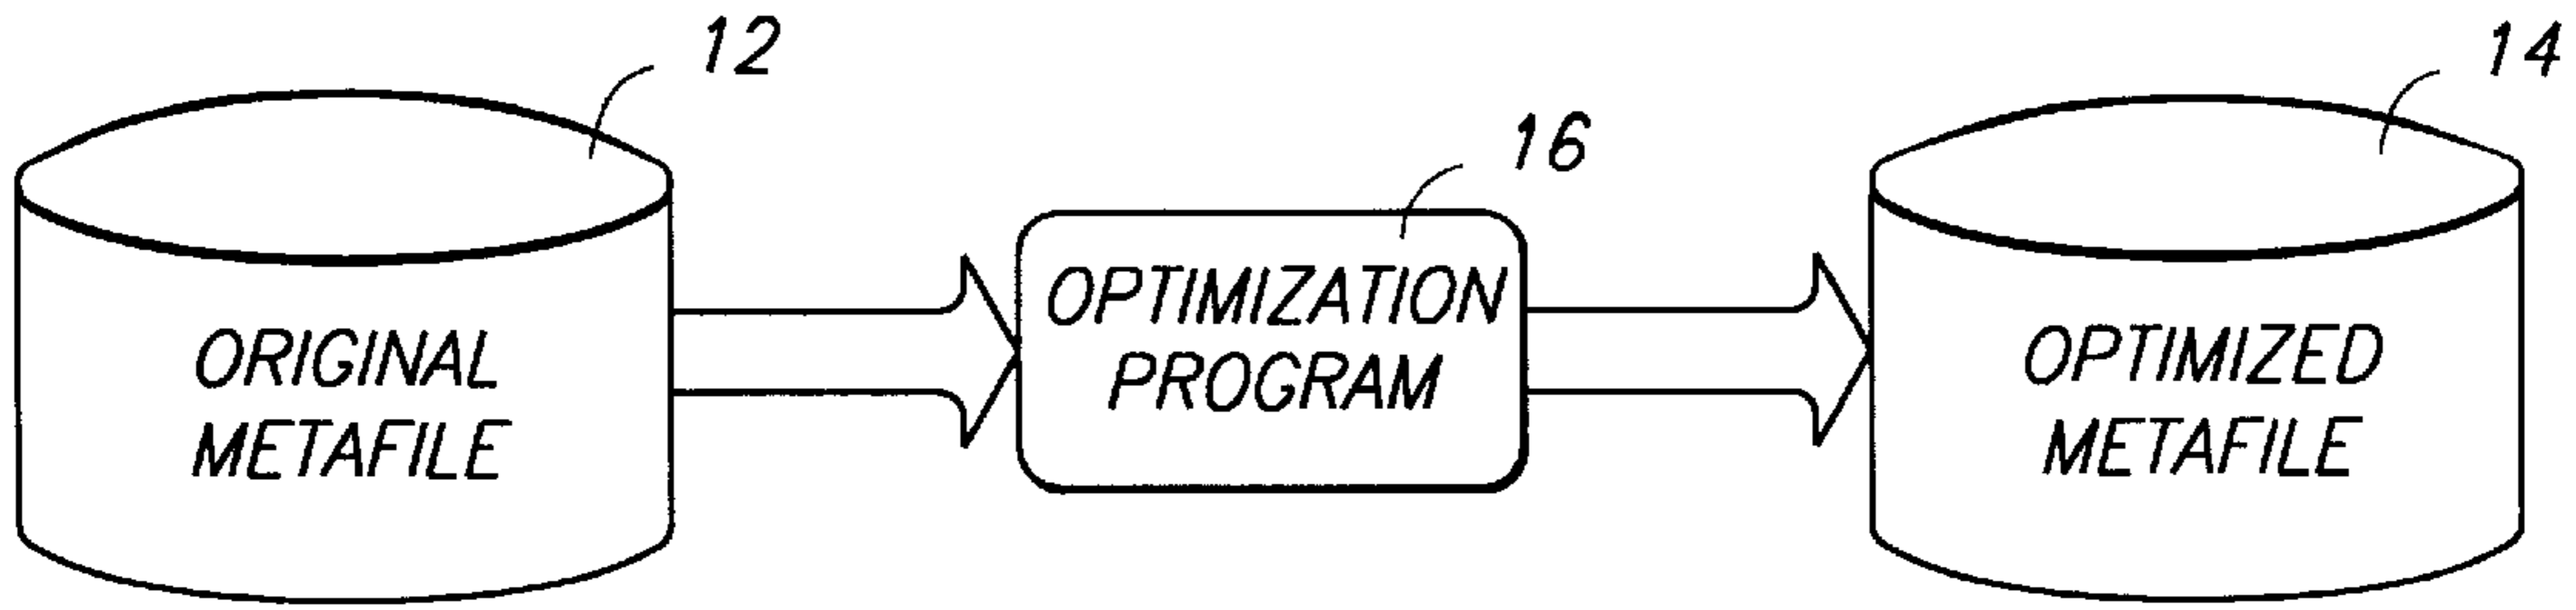 12
14
16
ORIGINAL
METAFILE
OPTIMIZATION
PROGRAM
OPTIMIZED
METAFILE